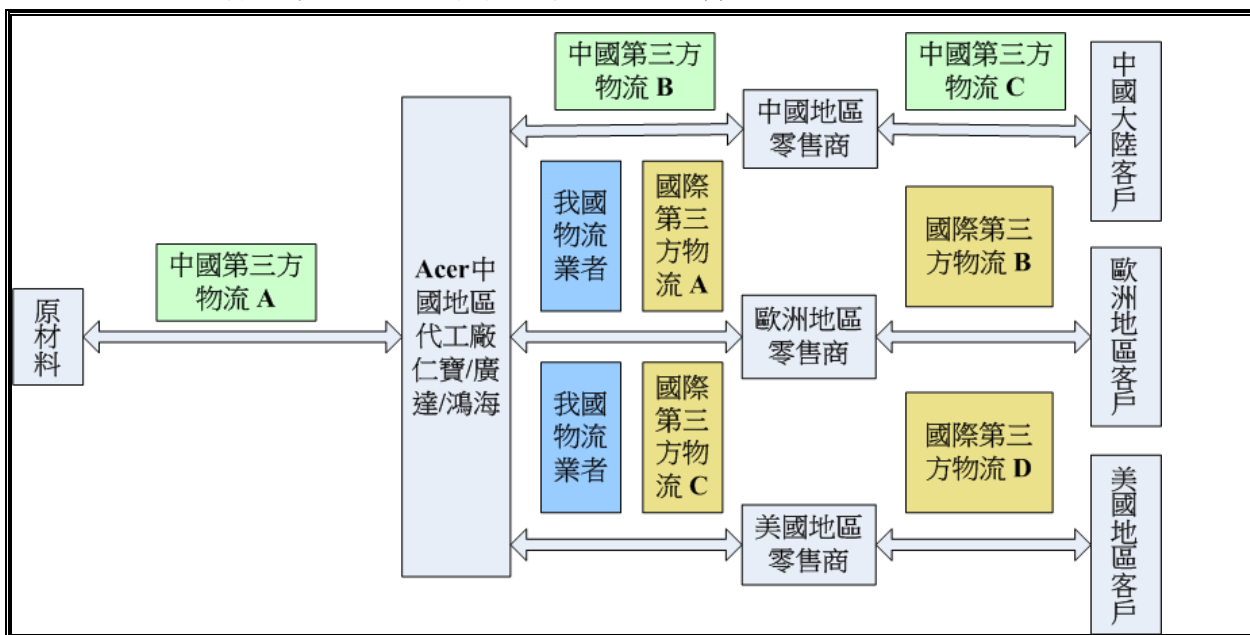 中國第三方
物流 B
中國第三方
物流 C
中國大陸客戶
中國地區
零售商
我國
物流
業者
國際
第三
方物
流 A
國際第三
方物流 B
中國第三方
物流 A
原材料
Acer中
國地區
代工廠
仁寶/廣
達/鴻海
歐洲地區
零售商
歐洲地區客戶
我國
物流
業者
國際
第三
方物
流 C
國際第三
方物流 D
美國地區
零售商
美國地區客戶